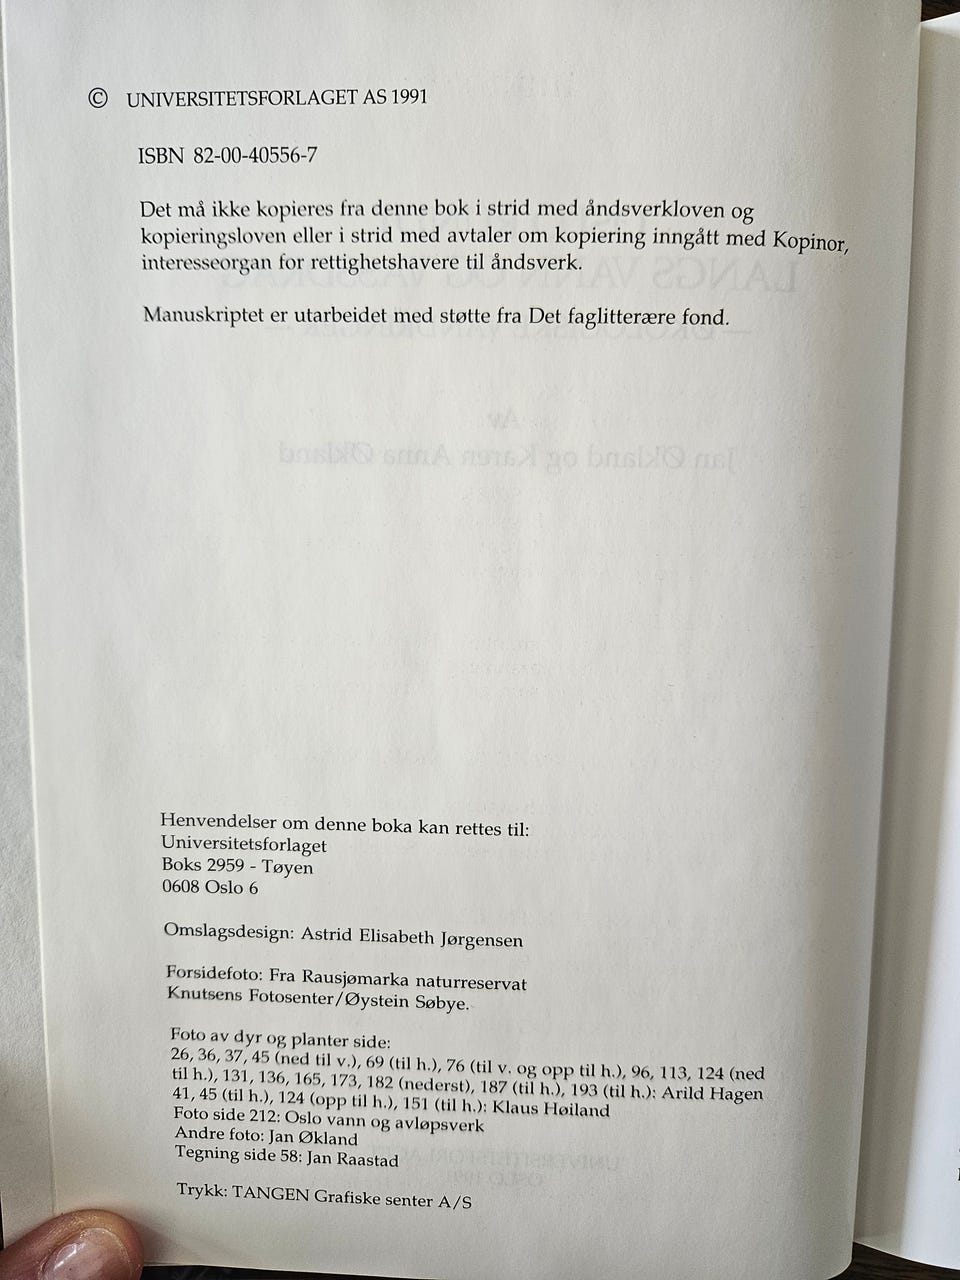 © UNIVERSITETSFORLAGET AS 1991
ISBN 82-00-40556-7
Det må ikke kopieres fra denne bok i strid med åndsverkloven og
kopieringsloven eller i strid med avtaler om kopiering inngått med Kopinor,
interesseorgan for rettighetshavere til åndsverk.
Manuskriptet er utarbeidet med støtte fra Det faglitterære fond.
Henvendelser om denne boka kan rettes til:
Universitetsforlaget
Boks 2959 - Tøyen
0608 Oslo 6
Omslagsdesign: Astrid Elisabeth Jørgensen
Forsidefoto: Fra Rausjømarka naturreservat
Knutsens Fotosenter/Øystein Søbye.
Foto av dyr og planter side:
26, 36, 37, 45 (ned til v.), 69 (til h.), 76 (til v. og opp til h.), 96, 113, 124 (ned
til h.), 131, 136, 165, 173, 182 (nederst), 187 (til h.), 193 (til h.): Arild Hagen
41, 45 (til h.), 124 (opp til h.), 151 (til h.): Klaus Høiland
Foto side 212: Oslo vann og avløpsverk
Andre foto: Jan Økland
Tegning side 58: Jan Raastad
Trykk: TANGEN Grafiske senter A/S